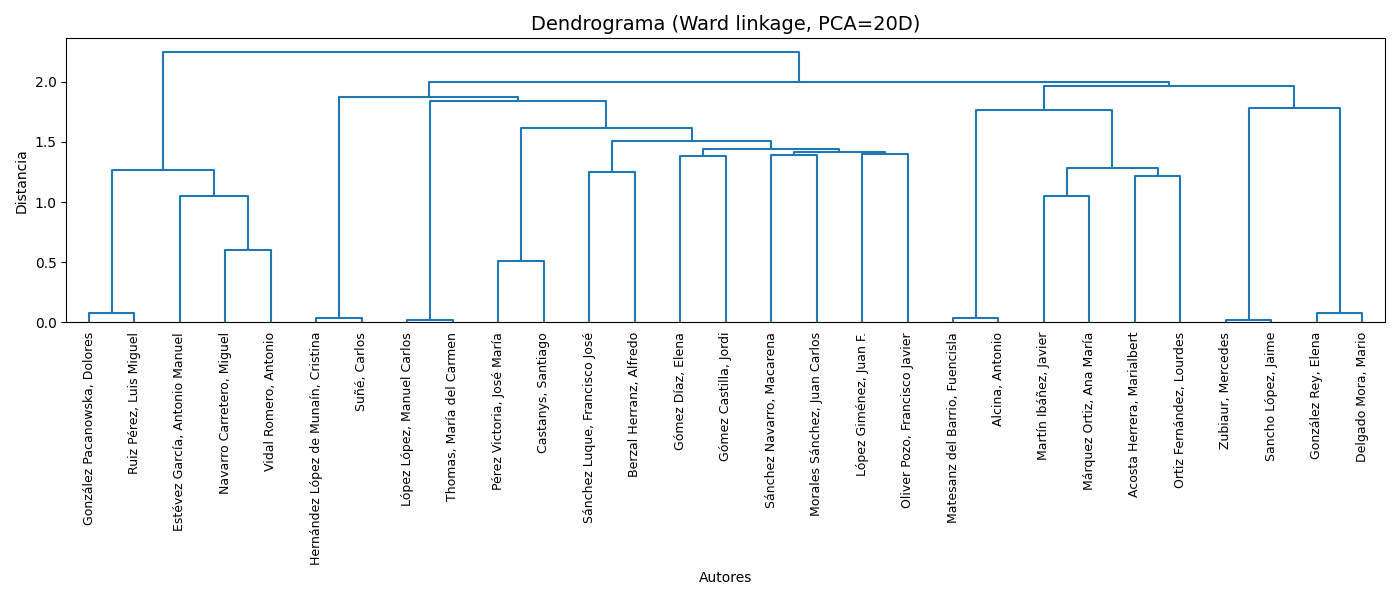 Dendrograma (Ward linkage, PCA=20D)
Distancia
2.0
1.5
1.0
0.5
0.0
González Pacanowska, Dolores
Ruiz Pérez, Luis Miguel
Estévez García, Antonio Manuel
Navarro Carretero, Miguel
Vidal Romero, Antonio
Hernández López de Munaín, Cristina
Suñé, Carlos
López López, Manuel Carlos
Thomas, María del Carmen
Pérez Victoria, José María
Castanys, Santiago
Sánchez Luque, Francisco José
Berzal Herranz, Alfredo
Gómez Díaz, Elena
Gómez Castilla, Jordi
Sánchez Navarro, Macarena
Morales Sánchez, Juan Carlos
López Giménez, Juan F.
Oliver Pozo, Francisco Javier
Matesanz del Barrio, Fuencisla
Alcina, Antonio
Martín Ibáñez, Javier
Márquez Ortiz, Ana María
Acosta Herrera, Marialbert
Ortiz Fernández, Lourdes
Zubiaur, Mercedes
Sancho López, Jaime
González Rey, Elena
Delgado Mora, Mario
Autores